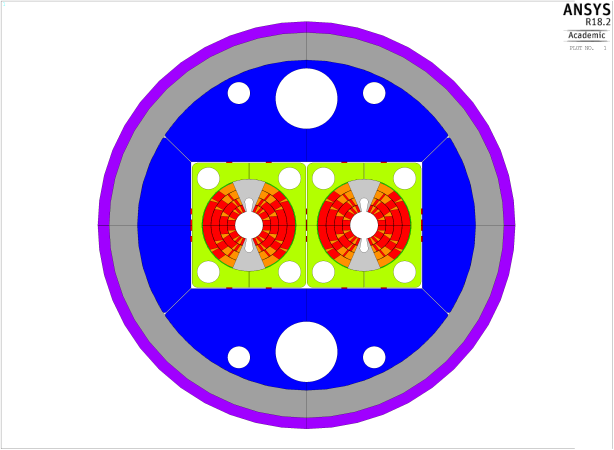 ANSYS
R18.2
Academic
PLOT NO. 1